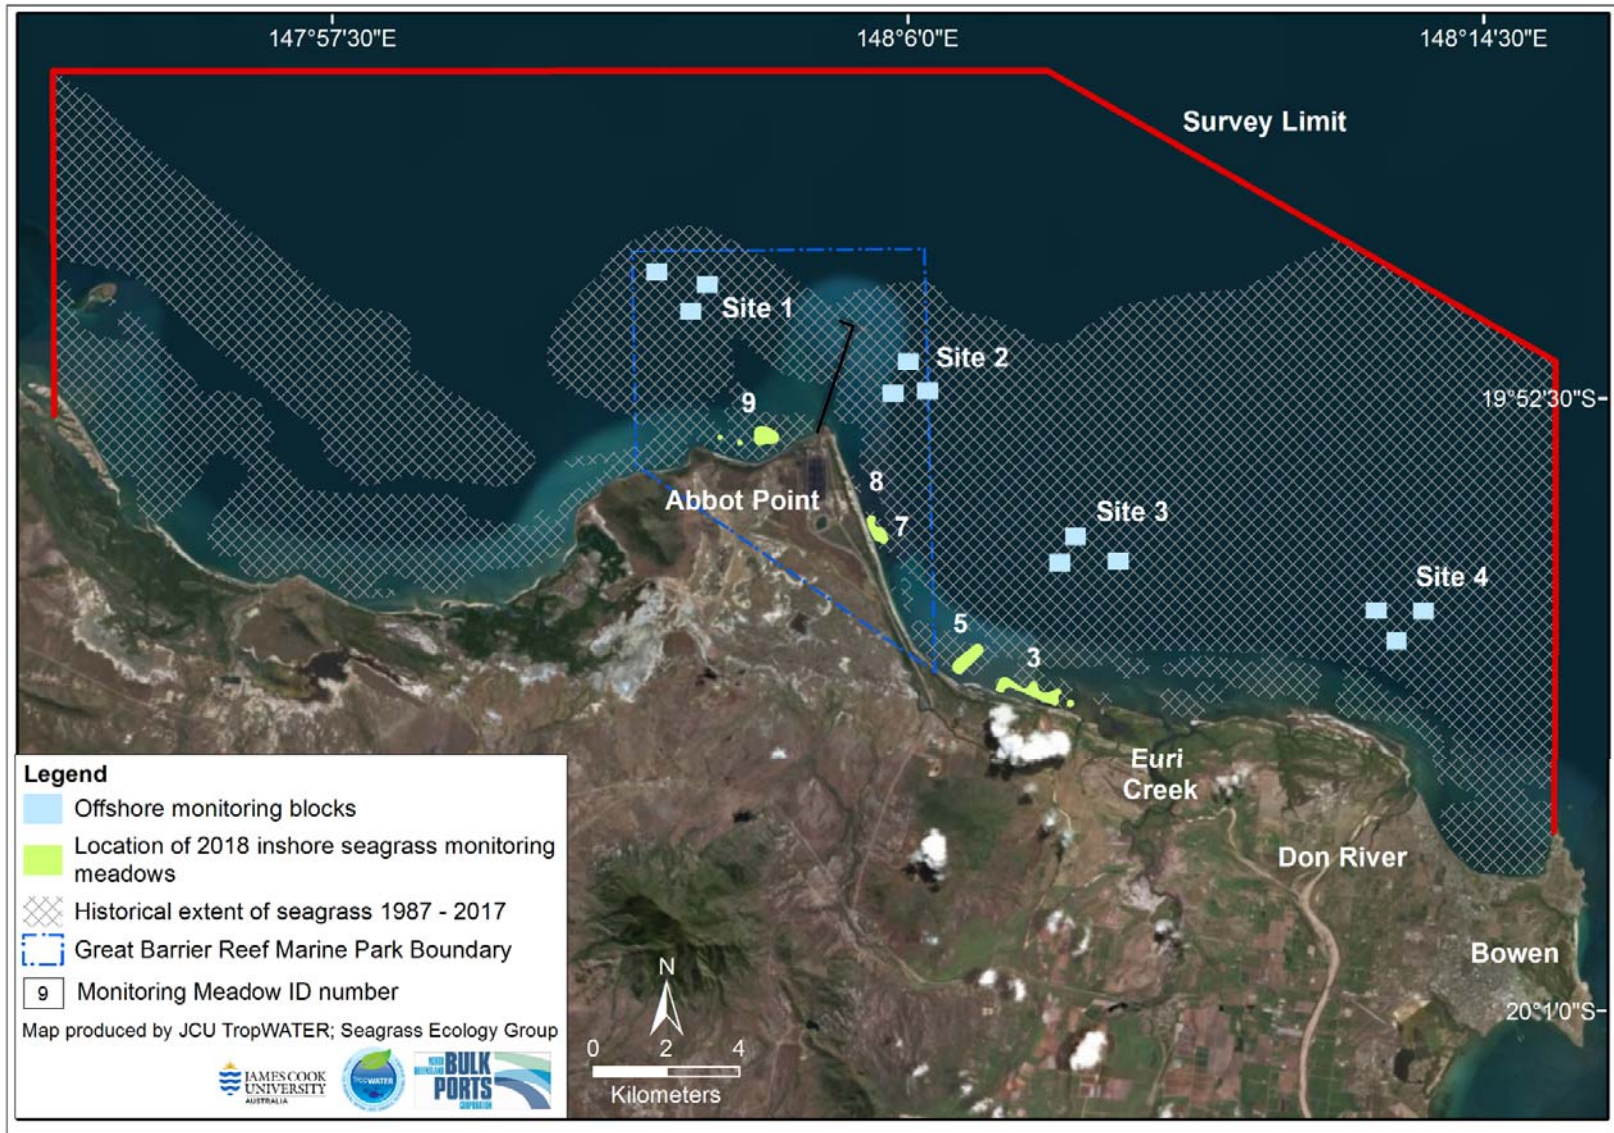 147°57'30"E
148°6'0"E
148°14'30"E
Survey Limit
Site 1
Site 2
19°52'30"S
9
8
Abbot Point
7
Site 3
Site 4
5
3
Euri
Creek
Don River
Bowen
20°1'0"S
Legend
Offshore monitoring blocks
Location of 2018 inshore seagrass monitoring
meadows
Historical extent of seagrass 1987 - 2017
Great Barrier Reef Marine Park Boundary
9 Monitoring Meadow ID number
Map produced by JCU TropWATER; Seagrass Ecology Group
JAMES COOK
UNIVERSITY
AUSTRALIA
TropWATER
NORTH
QUEENSLAND
BULK
PORTS
CORPORATION
N
0 2 4
Kilometers